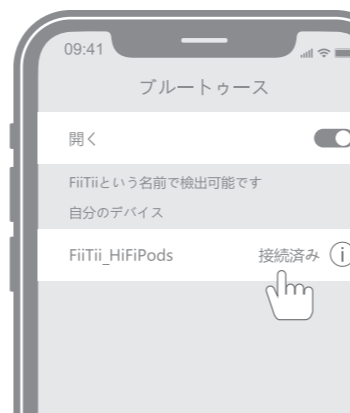 09:41
ブルートゥース
開く
FiiTiiという名前で検出可能です
自分のデバイス
FiiTii_HiFiPods 接続済み i